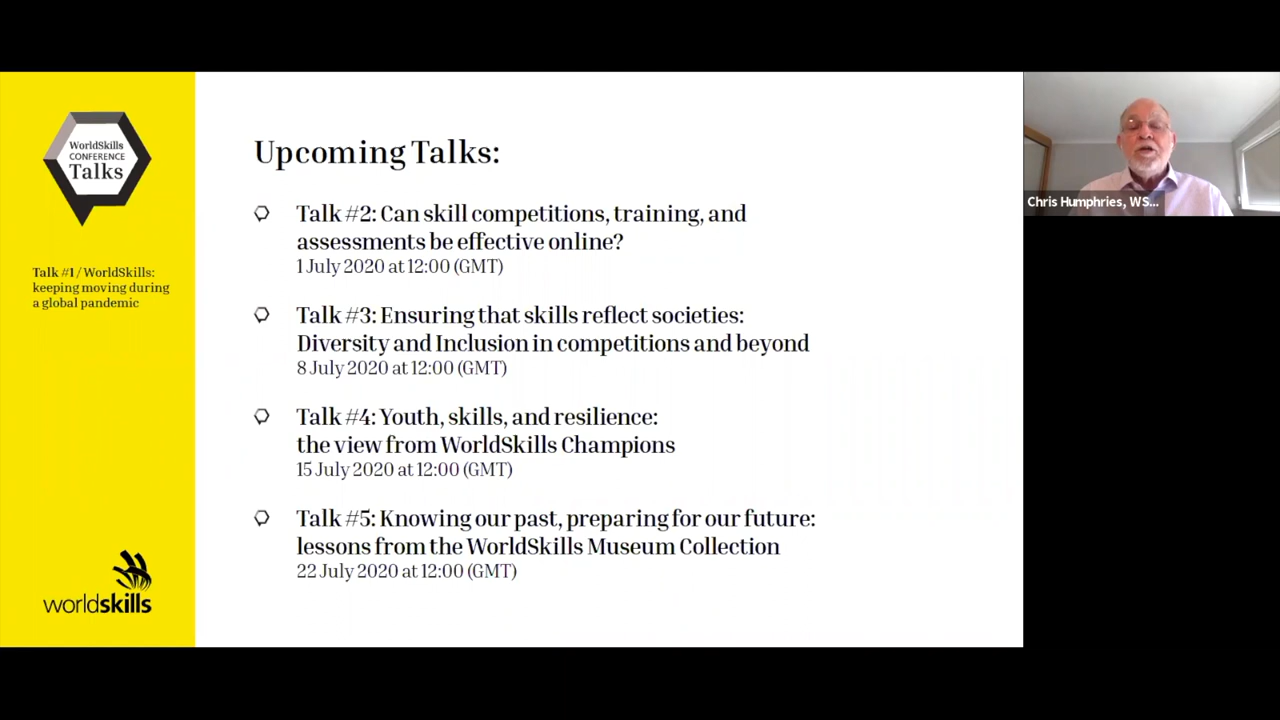 WorldSkills
CONFERENCE
Talks
Talk #1 / WorldSkills:
keeping moving during
a global pandemic
worldskills
Upcoming Talks:
Talk #2: Can skill competitions, training, and
assessments be effective online?
1 July 2020 at 12:00 (GMT)
Talk #3: Ensuring that skills reflect societies:
Diversity and Inclusion in competitions and beyond
8 July 2020 at 12:00 (GMT)
Talk #4: Youth, skills, and resilience:
the view from WorldSkills Champions
15 July 2020 at 12:00 (GMT)
Talk #5: Knowing our past, preparing for our future:
lessons from the WorldSkills Museum Collection
22 July 2020 at 12:00 (GMT)
Chris Humphries, WS...